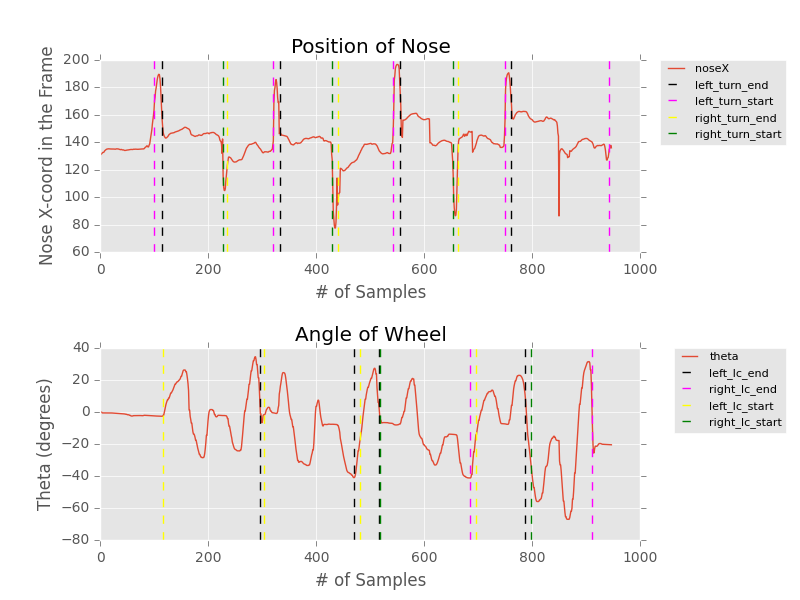 Position of Nose
Nose X-coord in the Frame
200
180
160
140
120
100
80
60
0
200
400
600
800
1000
# of Samples
noseX
left_turn_end
left_turn_start
right_turn_end
right_turn_start
Angle of Wheel
Theta (degrees)
40
20
0
−20
−40
−60
−80
0
200
400
600
800
1000
# of Samples
theta
left_lc_end
right_lc_end
left_lc_start
right_lc_start